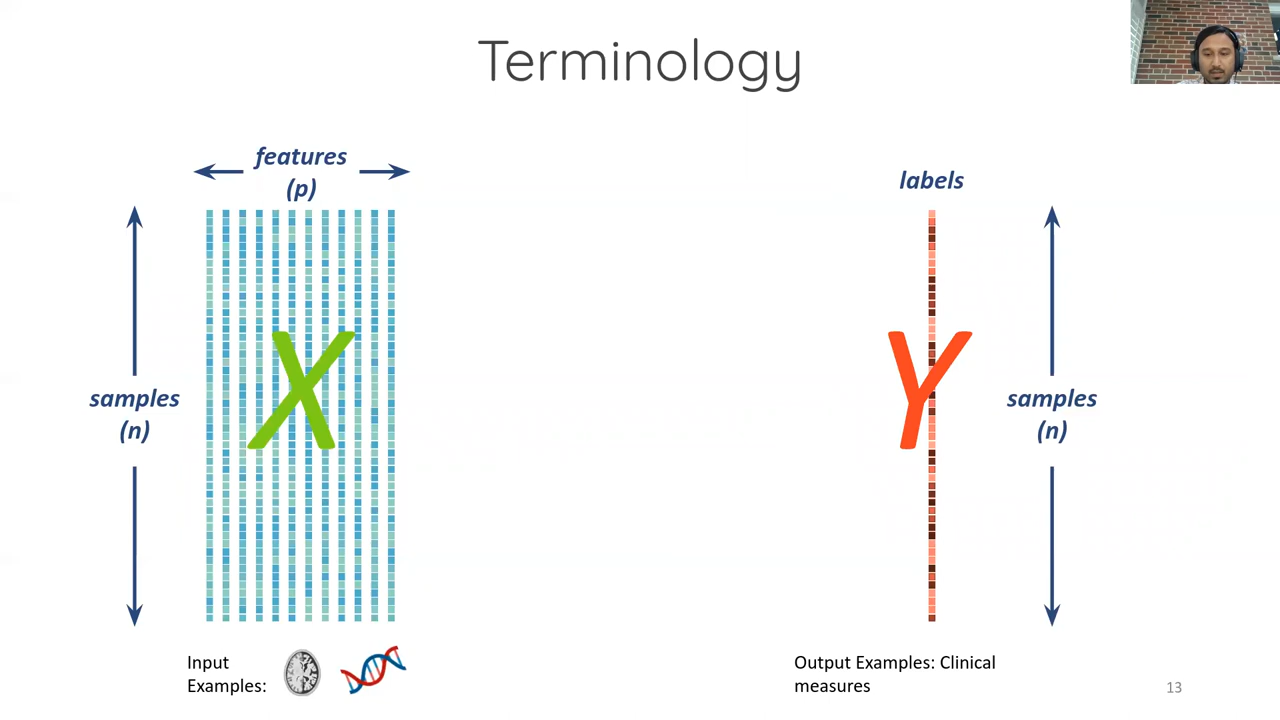 Terminology
features
(p)
labels
X
Y
samples
(n)
samples
(n)
Input
Examples:
Output Examples: Clinical
measures
13